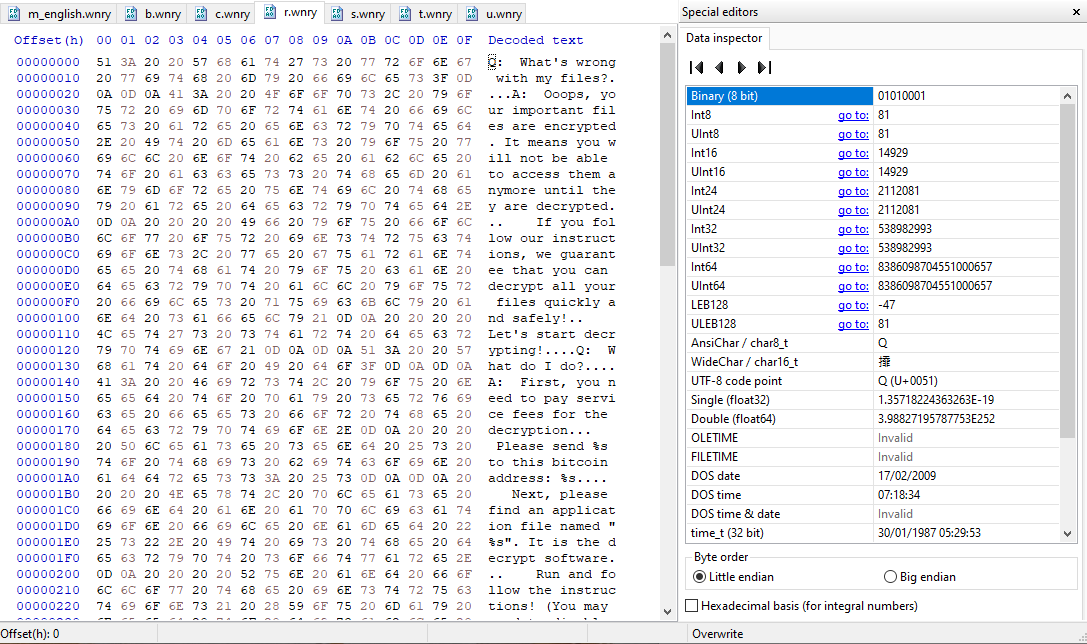 m_english.wnry b.wnry c.wnry r.wnry s.wnry t.wnry u.wnry
Offset(h) 00 01 02 03 04 05 06 07 08 09 0A 0B 0C 0D 0E 0F Decoded text
00000000 51 3A 20 20 57 68 61 74 27 73 20 77 72 6F 6E 67 Q:  What's wrong
00000010 20 77 69 74 68 20 6D 79 20 66 69 6C 65 73 3F 0D with my files?.
00000020 0A 0D 0A 41 3A 20 20 4F 6F 6F 70 73 2C 20 79 6F ...A:  Ooops, yo
00000030 75 72 20 69 6D 70 6F 72 74 61 6E 74 20 66 69 6C ur important fil
00000040 65 73 20 61 72 65 20 65 6E 63 72 79 70 74 65 64 es are encrypted
00000050 2E 20 49 74 20 6D 65 61 6E 73 20 79 6F 75 20 77 . It means you w
00000060 69 6C 6C 20 6E 6F 74 20 62 65 20 61 62 6C 65 20 ill not be able
00000070 74 6F 20 61 63 63 65 73 73 20 74 68 65 6D 20 61 to access them a
00000080 6E 79 6D 6F 72 65 20 75 6E 74 69 6C 20 74 68 65 nymore until the
00000090 79 20 61 72 65 20 64 65 63 72 79 70 74 65 64 2E y are decrypted.
000000A0 0D 0A 20 20 20 20 49 66 20 79 6F 75 20 66 6F 6C ..    If you fol
000000B0 6C 6F 77 20 6F 75 72 20 69 6E 73 74 72 75 63 74 low our instruct
000000C0 69 6F 6E 73 2C 20 77 65 20 67 75 61 72 61 6E 74 ions, we guarant
000000D0 65 65 20 74 68 61 74 20 79 6F 75 20 63 61 6E 20 ee that you can
000000E0 64 65 63 72 79 70 74 20 61 6C 6C 20 79 6F 75 72 decrypt all your
000000F0 20 66 69 6C 65 73 20 71 75 69 63 6B 6C 79 20 61 files quickly a
00000100 6E 64 20 73 61 66 65 6C 79 21 0D 0A 20 20 20 20 nd safely!..
00000110 4C 65 74 27 73 20 73 74 61 72 74 20 64 65 63 72 Let's start decr
00000120 79 70 74 69 6E 67 21 0D 0A 0D 0A 51 3A 20 20 57 ypting!....Q:  W
00000130 68 61 74 20 64 6F 20 49 20 64 6F 3F 0D 0A 0D 0A hat do I do?....
00000140 41 3A 20 20 46 69 72 73 74 2C 20 79 6F 75 20 6E A:  First, you n
00000150 65 65 64 20 74 6F 20 70 61 79 20 73 65 72 76 69 eed to pay servi
00000160 63 65 20 66 65 65 73 20 66 6F 72 20 74 68 65 20 ce fees for the
00000170 64 65 63 72 79 70 74 69 6F 6E 2E 0D 0A 20 20 20 decryption...
00000180 20 50 6C 65 61 73 65 20 73 65 6E 64 20 25 73 20 Please send %s
00000190 74 6F 20 74 68 69 73 20 62 69 74 63 6F 69 6E 20 to this bitcoin
000001A0 61 64 64 72 65 73 73 3A 20 25 73 0D 0A 0D 0A 20 address: %s....
000001B0 20 20 20 4E 65 78 74 2C 20 70 6C 65 61 73 65 20 Next, please
000001C0 66 69 6E 64 20 61 6E 20 61 70 70 6C 69 63 61 74 find an applicat
000001D0 69 6F 6E 20 66 69 6C 65 20 6E 61 6D 65 64 20 22 ion file named "
000001E0 25 73 22 2E 20 49 74 20 69 73 20 74 68 65 20 64 %s". It is the d
000001F0 65 63 72 79 70 74 20 73 6F 66 74 77 61 72 65 2E ecrypt software.
00000200 0D 0A 20 20 20 20 52 75 6E 20 61 6E 64 20 66 6F ..    Run and fo
00000210 6C 6C 6F 77 20 74 68 65 20 69 6E 73 74 72 75 63 llow the instruc
00000220 74 69 6F 6E 73 21 20 28 59 6F 75 20 6D 61 79 20 tions! (You may
Offset(h): 0
Special editors
Data inspector
Binary (8 bit) 01010001
Int8 go to: 81
UInt8 go to: 81
Int16 go to: 14929
UInt16 go to: 14929
Int24 go to: 2112081
UInt24 go to: 2112081
Int32 go to: 538982993
UInt32 go to: 538982993
Int64 go to: 8386098704551000657
UInt64 go to: 8386098704551000657
LEB128 go to: -47
ULEB128 go to: 81
AnsiChar / char8_t Q
WideChar / char16_t 㩑
UTF-8 code point Q (U+0051)
Single (float32) 1.35718224363263E-19
Double (float64) 3.98827195787753E252
OLETIME Invalid
FILETIME Invalid
DOS date 17/02/2009
DOS time 07:18:34
DOS time & date Invalid
time_t (32 bit) 30/01/1987 05:29:53
Byte order
Little endian Big endian
Hexadecimal basis (for integral numbers)
Overwrite